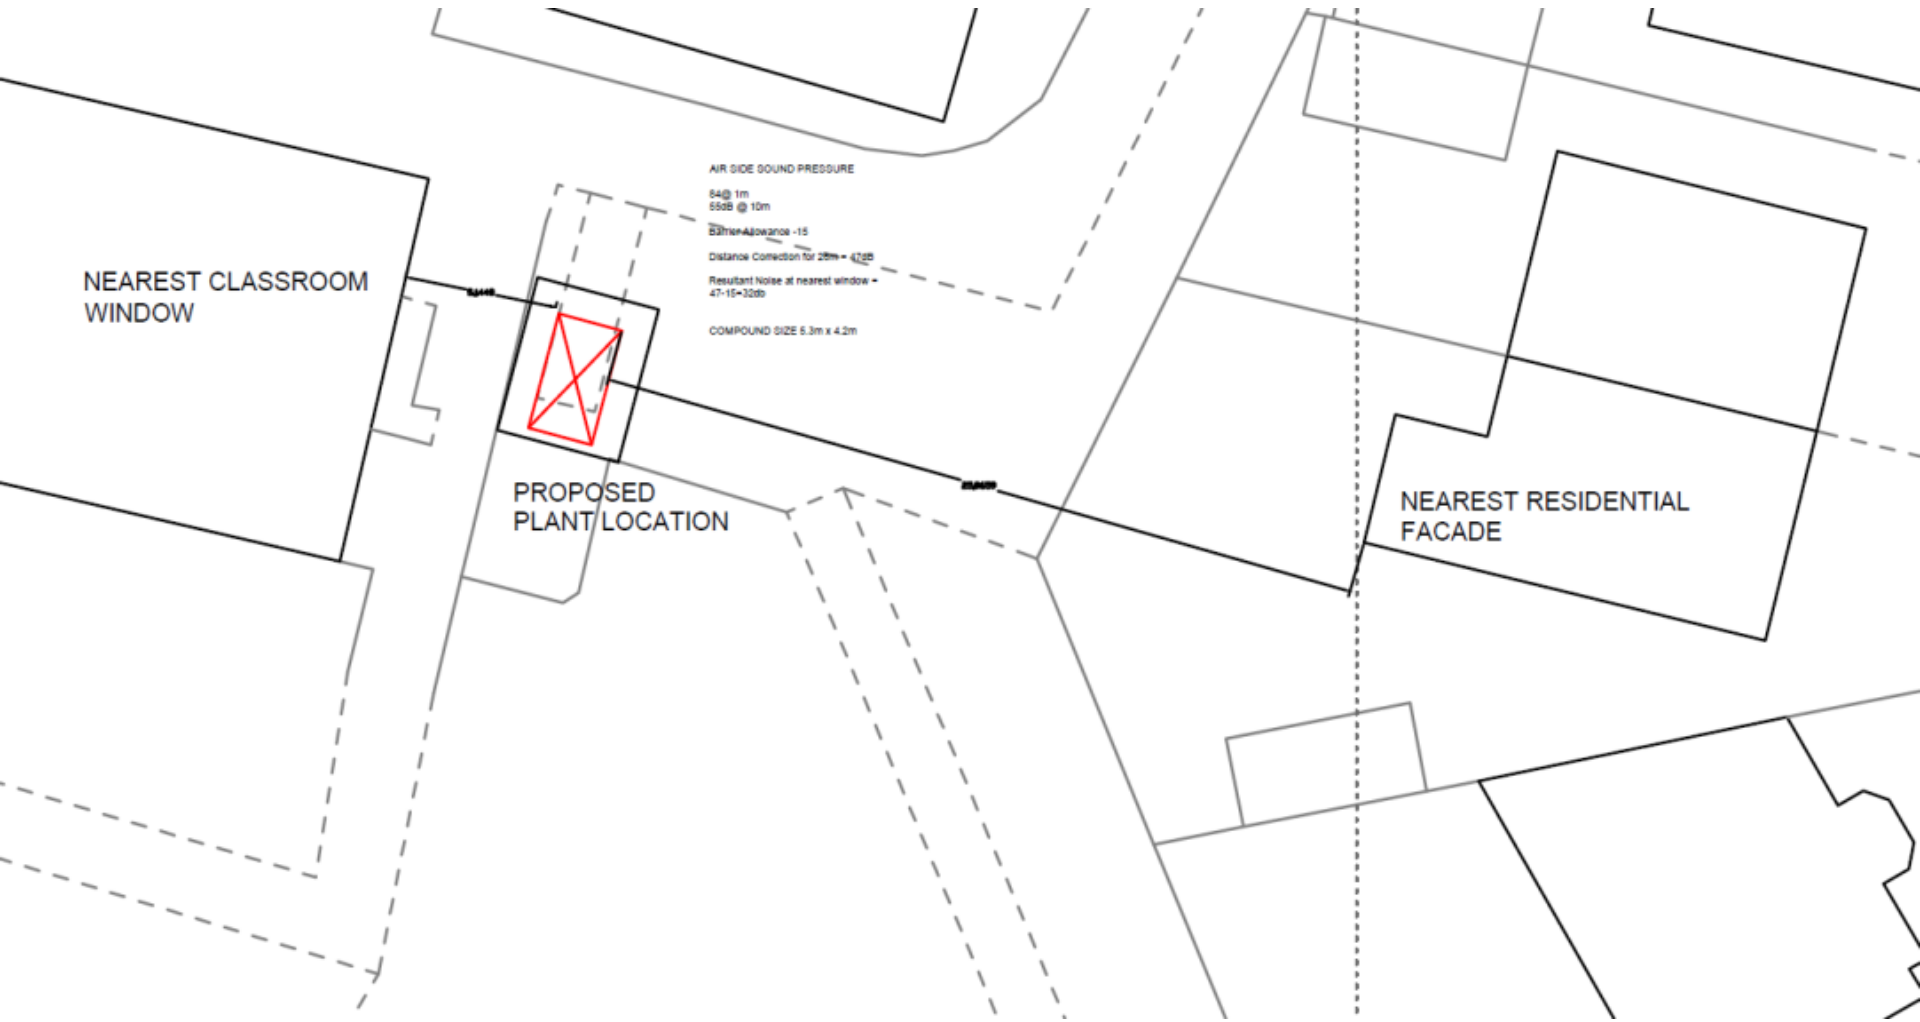 NEAREST CLASSROOM
WINDOW
AIR SIDE SOUND PRESSURE
64@ 1m
55dB @ 10m
Barrier Allowance -15
Distance Correction for 26m = 47dB
Resultant Noise at nearest window =
47-15=32db
COMPOUND SIZE 5.3m x 4.2m
PROPOSED
PLANT LOCATION
NEAREST RESIDENTIAL
FACADE